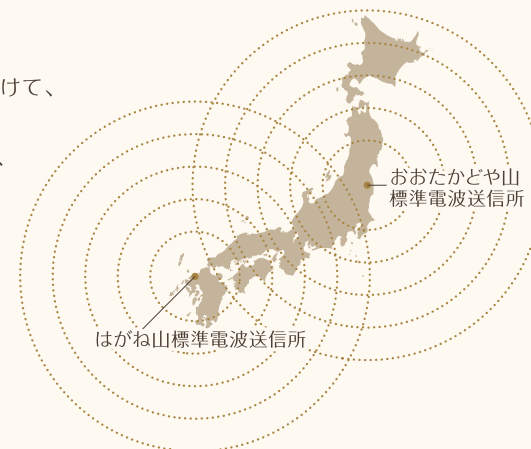 けて、
、
おおたかどや山
標準電波送信所
はがね山標準電波送信所